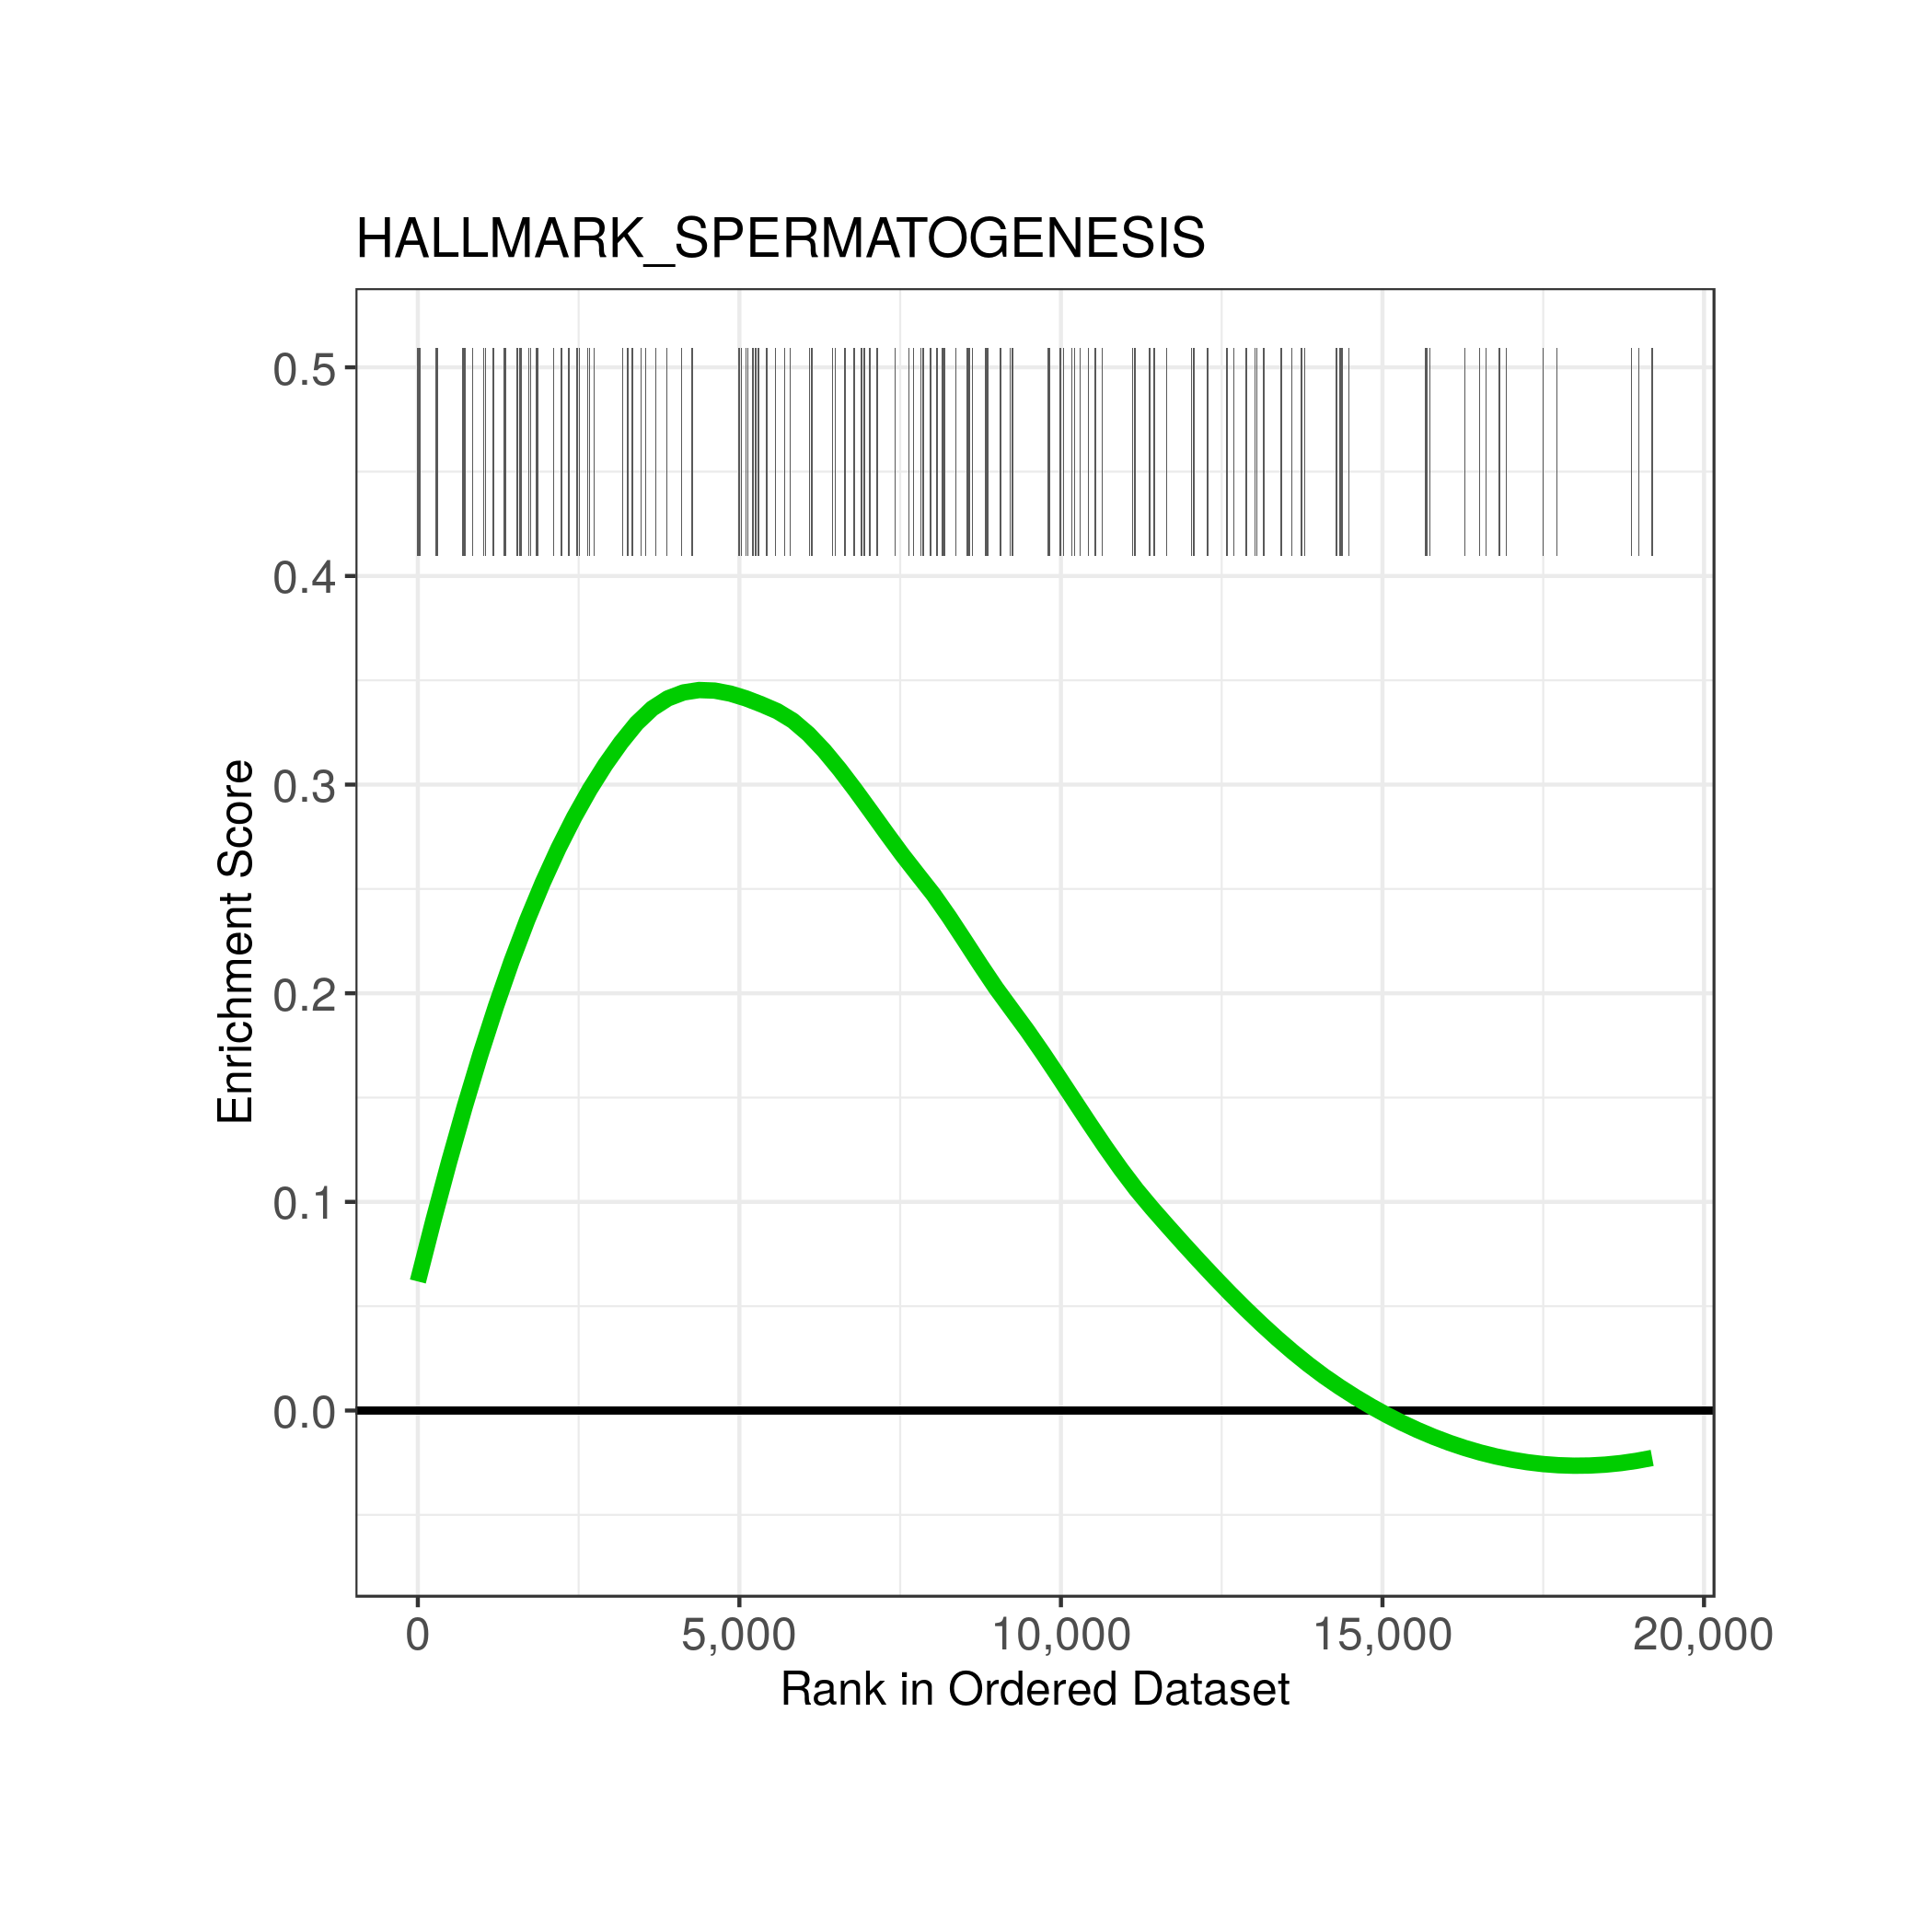 HALLMARK_SPERMATOGENESIS
0.5
0.4
0.3
0.2
0.1
0.0
Enrichment Score
0 5,000 10,000 15,000 20,000
Rank in Ordered Dataset